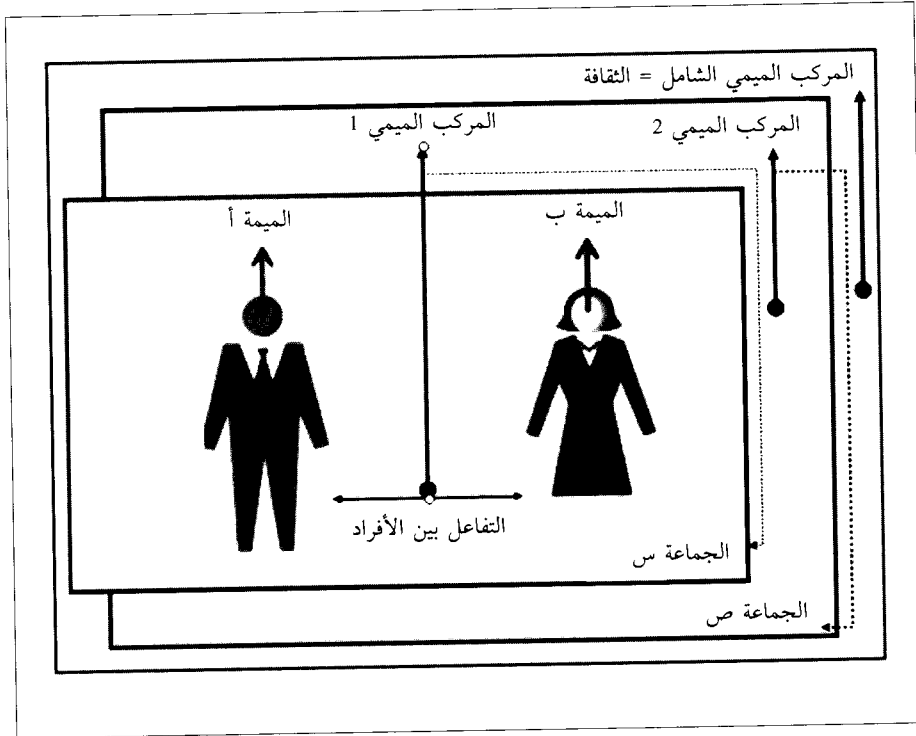 المركب الميمي الشامل = الثقافة
المركب الميمي 2
المركب الميمي 1
الميمة ب
الميمة أ
التفاعل بين الأفراد
الجماعة س
الجماعة ص